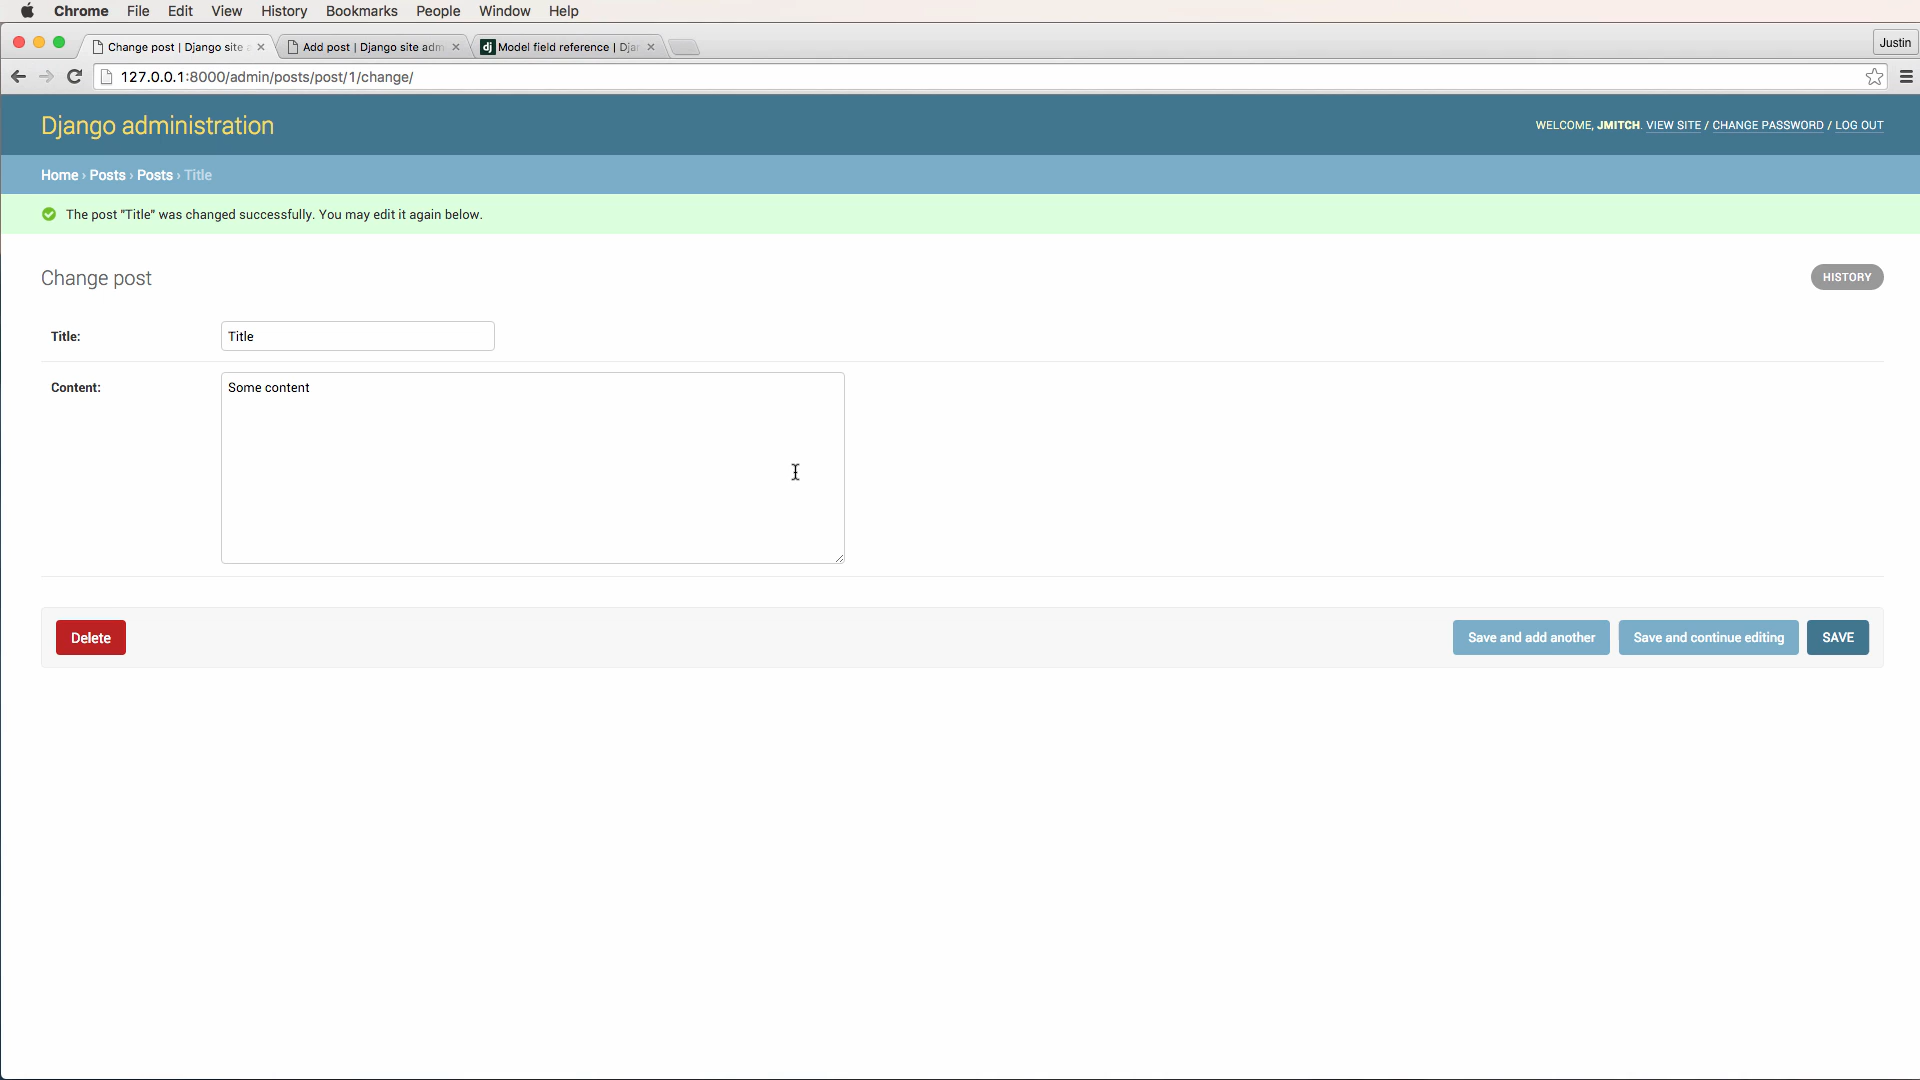 Chrome File Edit View History Bookmarks People Window Help
Change post | Django site a
Add post | Django site adm
dj Model field reference | Djan
Justin
127.0.0.1:8000/admin/posts/post/1/change/
Django administration
WELCOME, JMITCH. VIEW SITE / CHANGE PASSWORD / LOG OUT
Home › Posts › Posts › Title
The post "Title" was changed successfully. You may edit it again below.
Change post
HISTORY
Title:
Title
Content:
Some content
Delete
Save and add another
Save and continue editing
SAVE